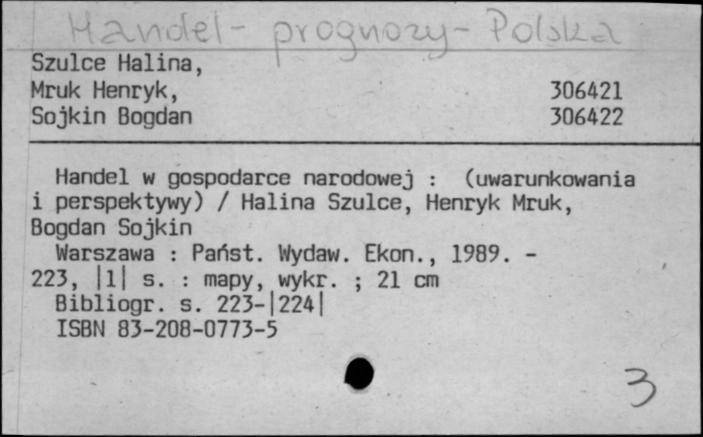 Handel - prognozy - Polska
Szulce Halina,
Mruk Henryk, 306421
Sojkin Bogdan 306422
Handel w gospodarce narodowej : (uwarunkowania
i perspektywy) / Halina Szulce, Henryk Mruk,
Bogdan Sojkin
Warszawa : Państ. Wydaw. Ekon., 1989. -
223, |1| s. : mapy, wykr. ; 21 cm
Bibliogr. s. 223-|224|
ISBN 83-208-0773-5
3